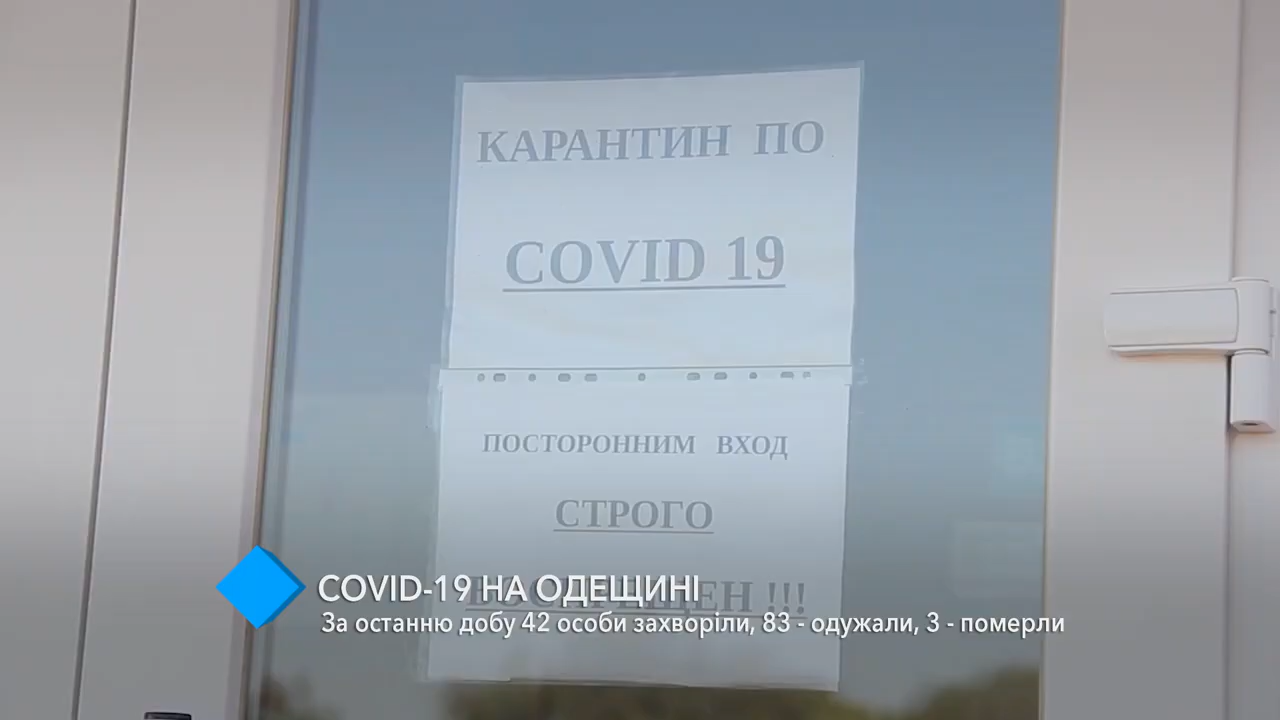 КАРАНТИН ПО
COVID 19
ПОСТОРОННИМ ВХОД
СТРОГО
ВОСПРЕЩЕН !!!
COVID-19 НА ОДЕЩИНІ
За останню добу 42 особи захворіли, 83 - одужали, 3 - померли